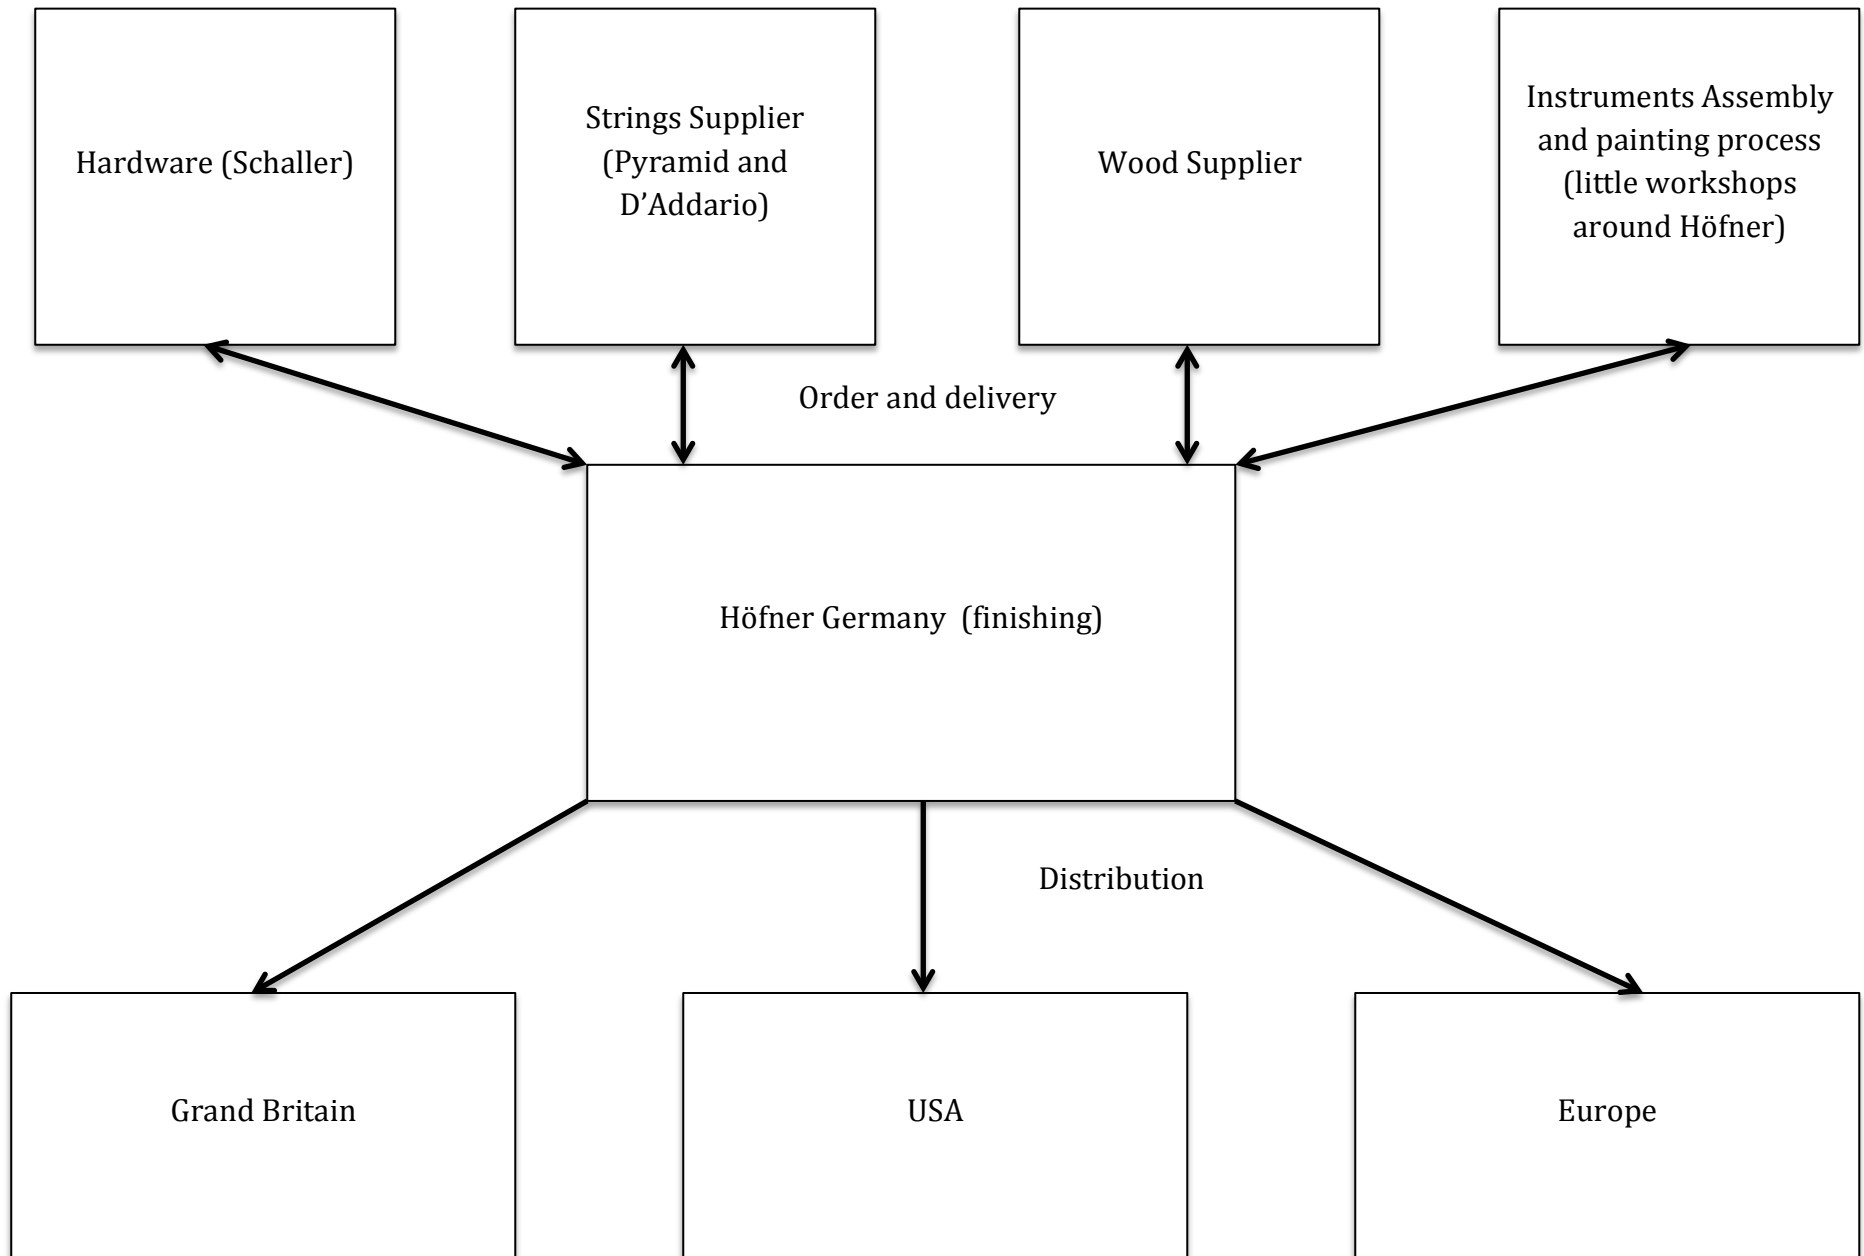 Hardware (Schaller)
Strings Supplier
(Pyramid and
D’Addario)
Wood Supplier
Instruments Assembly
and painting process
(little workshops
around Höfner)
Order and delivery
Höfner Germany  (finishing)
Distribution
Grand Britain
USA
Europe